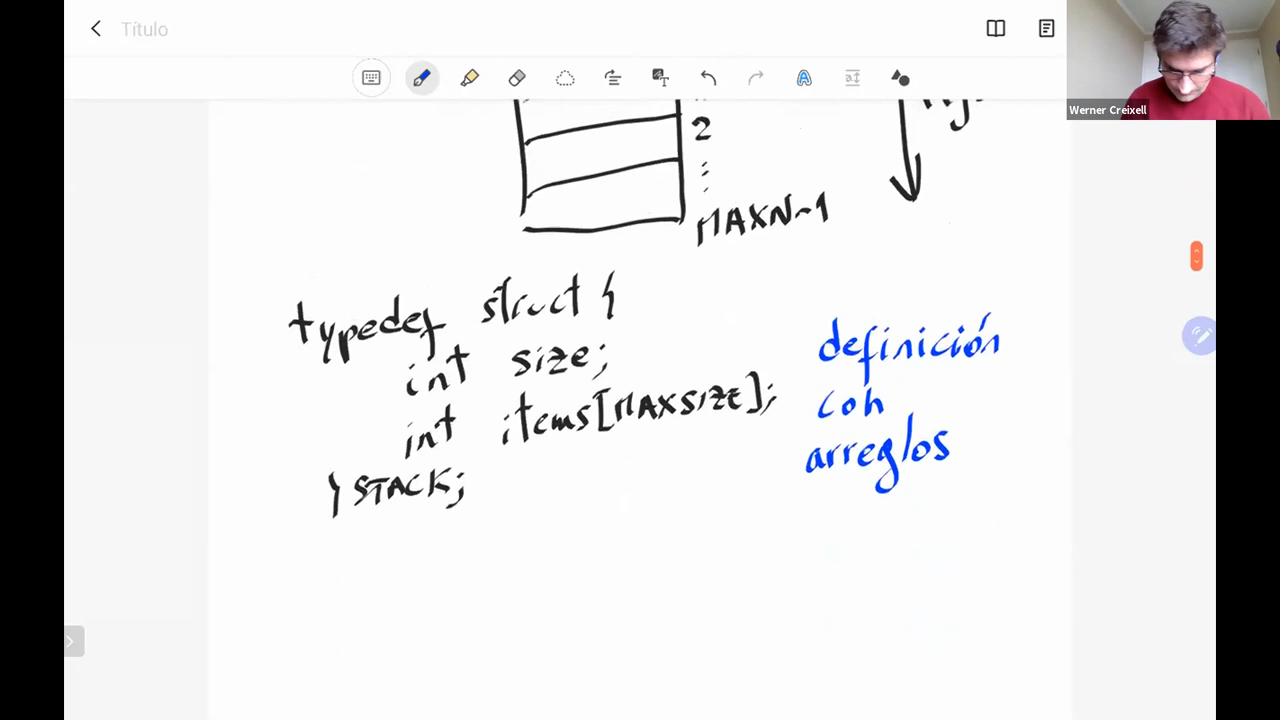 Título
Werner Creixell
2
⋮
MAXN-1
typedef struct {
int size;
int items[MAXSIZE];
} STACK;
definición
con
arreglos